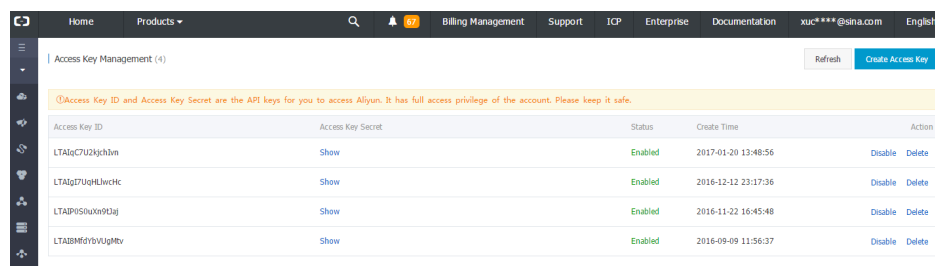 Home Products 67 Billing Management Support ICP Enterprise Documentation xuc****@sina.com English
Access Key Management (4) Refresh Create Access Key
Access Key ID and Access Key Secret are the API keys for you to access Aliyun. It has full access privilege of the account. Please keep it safe.
Access Key ID Access Key Secret Status Create Time Action
LTAIqC7U2kjchIvn Show Enabled 2017-01-20 13:48:56 Disable Delete
LTAIgI7UqHLlwcHc Show Enabled 2016-12-12 23:17:36 Disable Delete
LTAIP0S0uXn9tJaj Show Enabled 2016-11-22 16:45:48 Disable Delete
LTAI8MfdYbVUgMtv Show Enabled 2016-09-09 11:56:37 Disable Delete